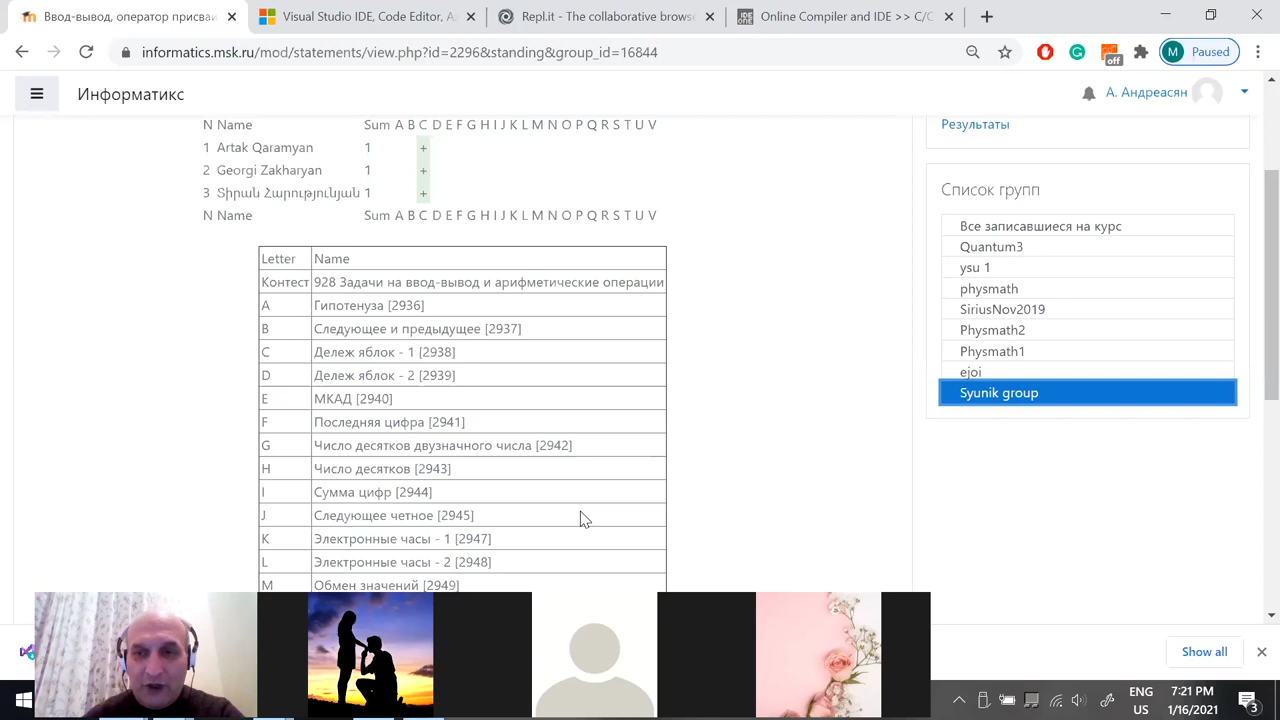 Ввод-вывод, оператор присваи
Visual Studio IDE, Code Editor, A
Repl.it - The collaborative browse
Online Compiler and IDE >> C/C
informatics.msk.ru/mod/statements/view.php?id=2296&standing&group_id=16844
off
M Paused
Информатикс
А. Андреасян
N Name Sum A B C D E F G H I J K L M N O P Q R S T U V
1 Artak Qaramyan 1 +
2 Georgi Zakharyan 1 +
3 Տիրան Հարությունյան 1 +
N Name Sum A B C D E F G H I J K L M N O P Q R S T U V
Letter Name
Контест 928 Задачи на ввод-вывод и арифметические операции
A Гипотенуза [2936]
B Следующее и предыдущее [2937]
C Дележ яблок - 1 [2938]
D Дележ яблок - 2 [2939]
E МКАД [2940]
F Последняя цифра [2941]
G Число десятков двузначного числа [2942]
H Число десятков [2943]
I Сумма цифр [2944]
J Следующее четное [2945]
K Электронные часы - 1 [2947]
L Электронные часы - 2 [2948]
M Обмен значений [2949]
Результаты
Список групп
Все записавшиеся на курс
Quantum3
ysu 1
physmath
SiriusNov2019
Physmath2
Physmath1
ejoi
Syunik group
Show all
ENG
US
7:21 PM
1/16/2021
3